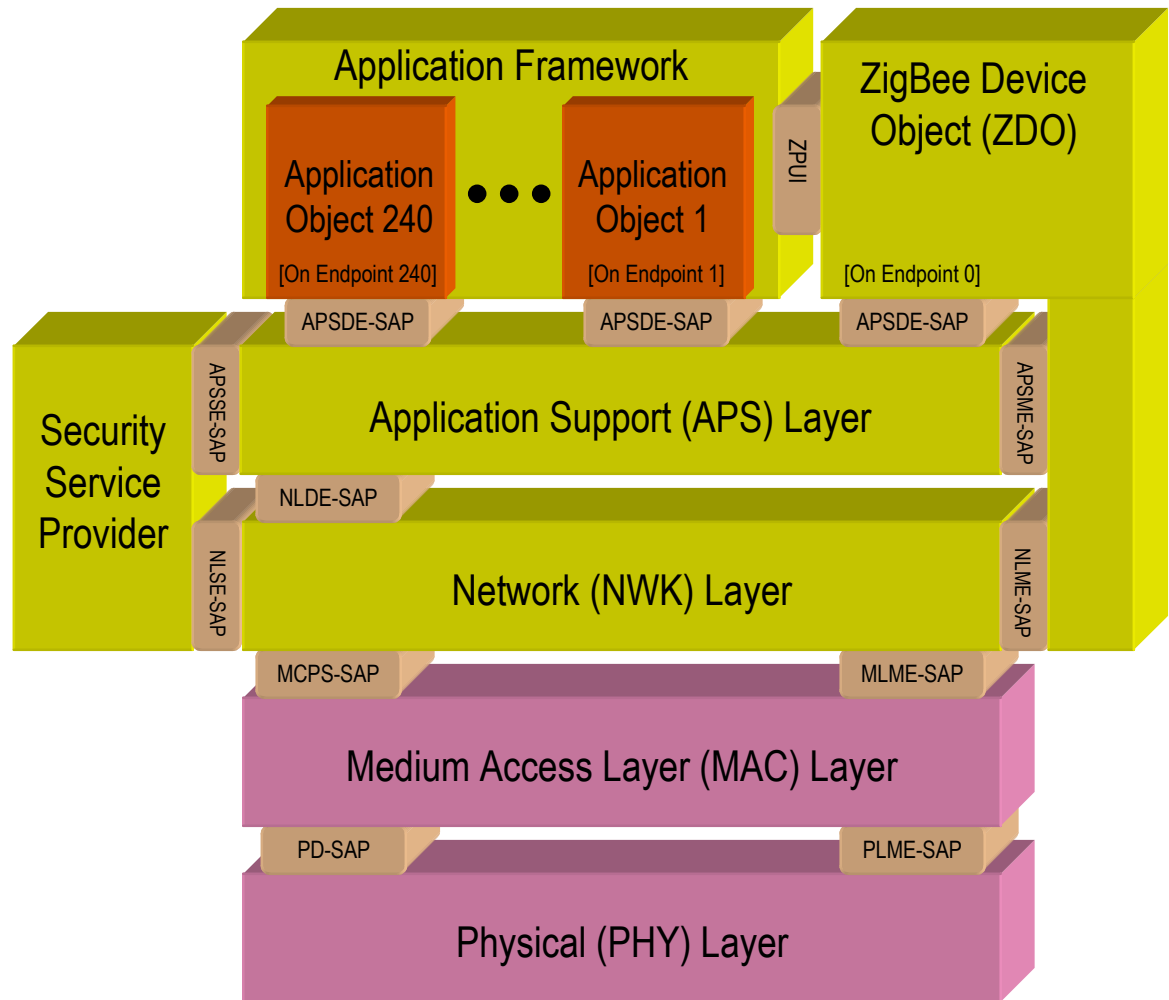 Application Framework
ZigBee Device
Object (ZDO)
ZPUI
Application
Object 240
[On Endpoint 240]
Application
Object 1
[On Endpoint 1]
[On Endpoint 0]
APSDE-SAP
APSDE-SAP
APSDE-SAP
Security
Service
Provider
APSSE-SAP
Application Support (APS) Layer
APSME-SAP
NLDE-SAP
NLSE-SAP
Network (NWK) Layer
NLME-SAP
MCPS-SAP
MLME-SAP
Medium Access Layer (MAC) Layer
PD-SAP
PLME-SAP
Physical (PHY) Layer